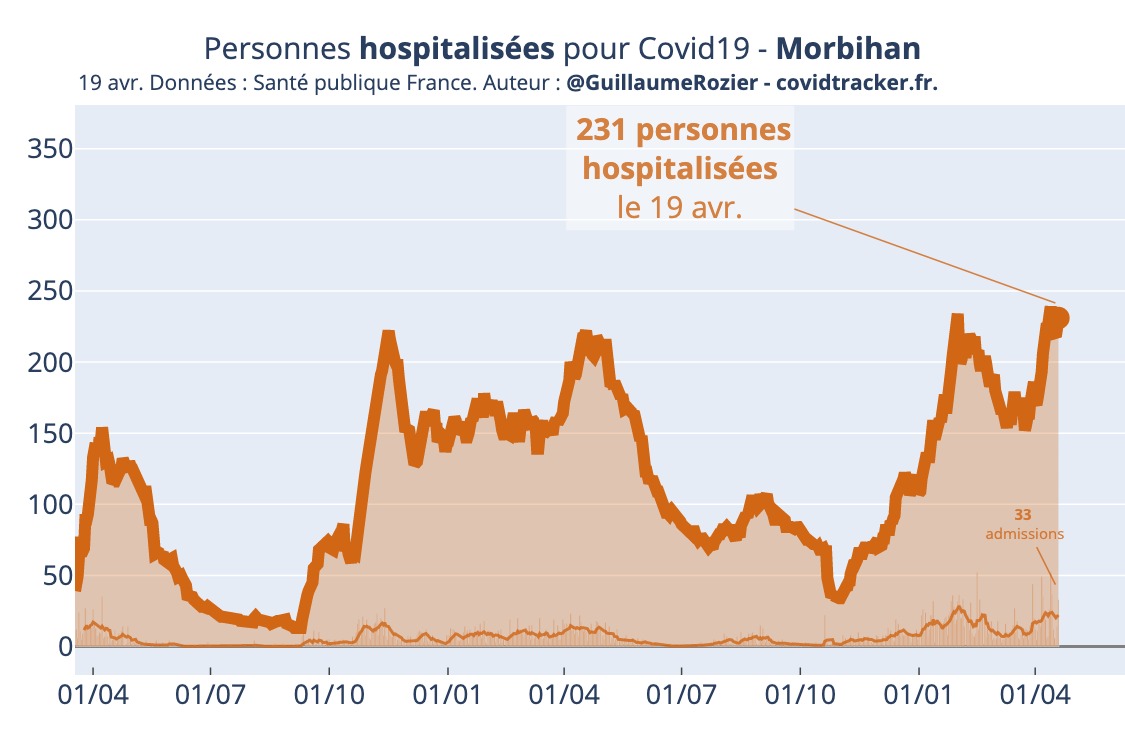 Personnes hospitalisées pour Covid19 - Morbihan
19 avr. Données : Santé publique France. Auteur : @GuillaumeRozier - covidtracker.fr.
231 personnes
hospitalisées
le 19 avr.
350
300
250
200
150
100
50
0
33
admissions
01/04 01/07 01/10 01/01 01/04 01/07 01/10 01/01 01/04